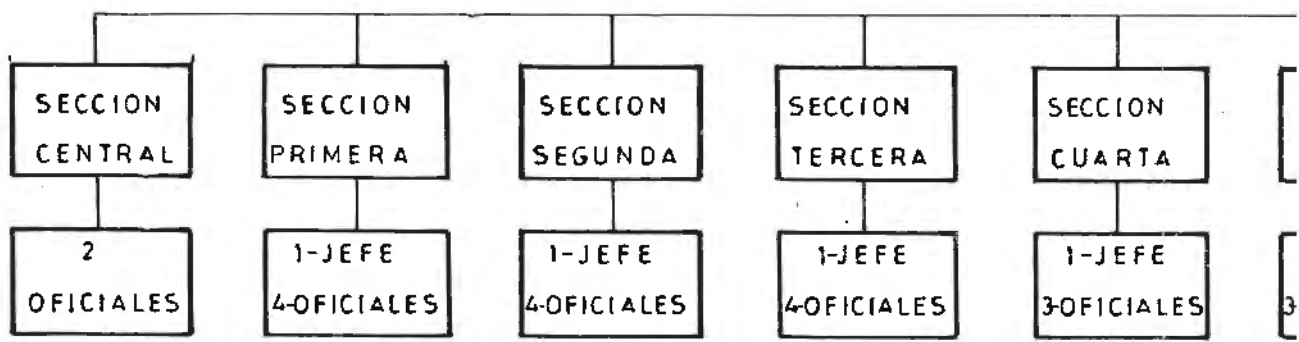 SECCION
CENTRAL
SECCION
PRIMERA
SECCION
SEGUNDA
SECCION
TERCERA
SECCION
CUARTA
2
OFICIALES
1-JEFE
4-OFICIALES
1-JEFE
4-OFICIALES
1-JEFE
4-OFICIALES
1-JEFE
3-OFICIALES
3-